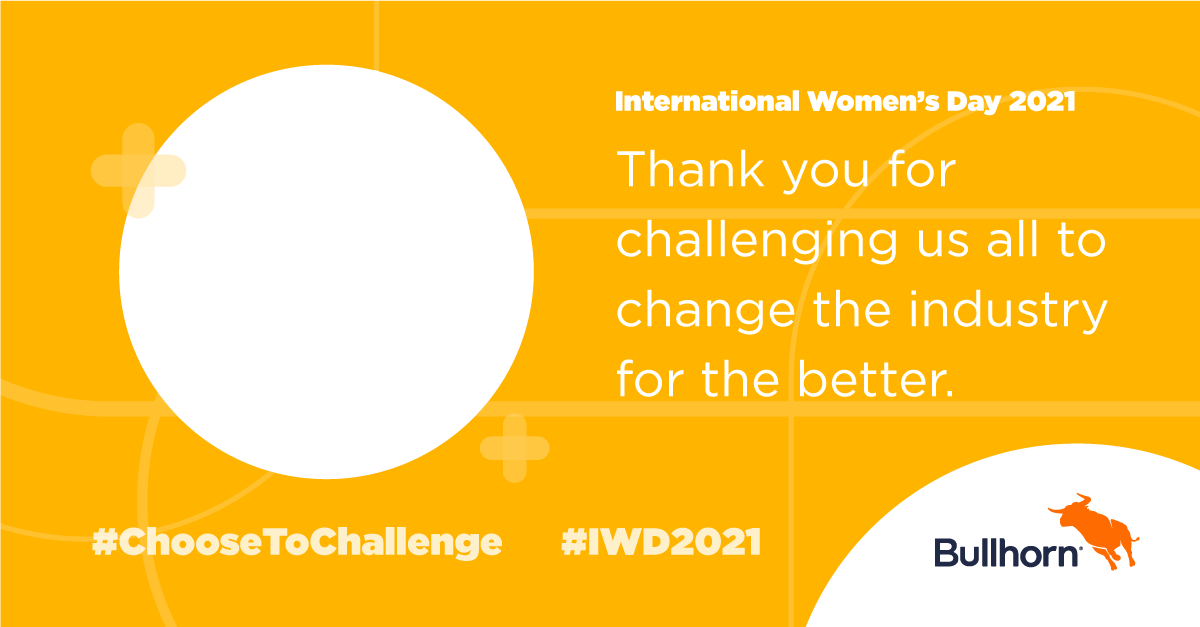 International Women's Day 2021
Thank you for
challenging us all to
change the industry
for the better.
#ChooseToChallenge #IWD2021
Bullhorn®